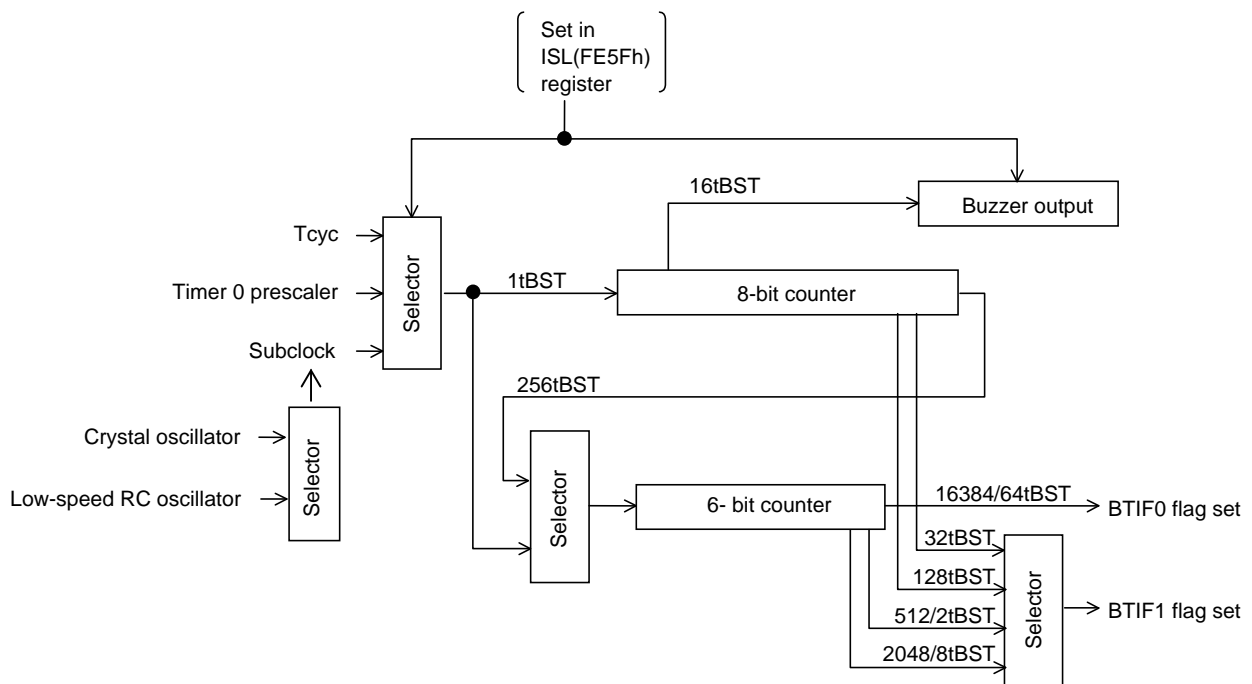 Set in
ISL(FE5Fh)
register
16tBST
Buzzer output
Tcyc
Timer 0 prescaler
Subclock
Selector
1tBST
8-bit counter
256tBST
Crystal oscillator
Low-speed RC oscillator
Selector
Selector
6- bit counter
16384/64tBST
BTIF0 flag set
32tBST
128tBST
512/2tBST
2048/8tBST
Selector
BTIF1 flag set